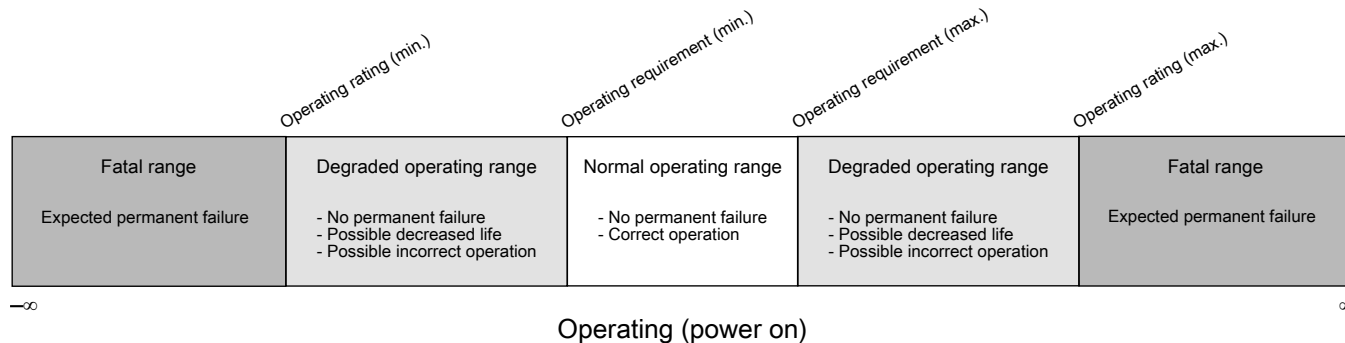 Operating rating (min.)
Operating requirement (min.)
Operating requirement (max.)
Operating rating (max.)
Fatal range
Expected permanent failure
Degraded operating range
- No permanent failure
- Possible decreased life
- Possible incorrect operation
Normal operating range
- No permanent failure
- Correct operation
Degraded operating range
- No permanent failure
- Possible decreased life
- Possible incorrect operation
Fatal range
Expected permanent failure
–∞
∞
Operating (power on)